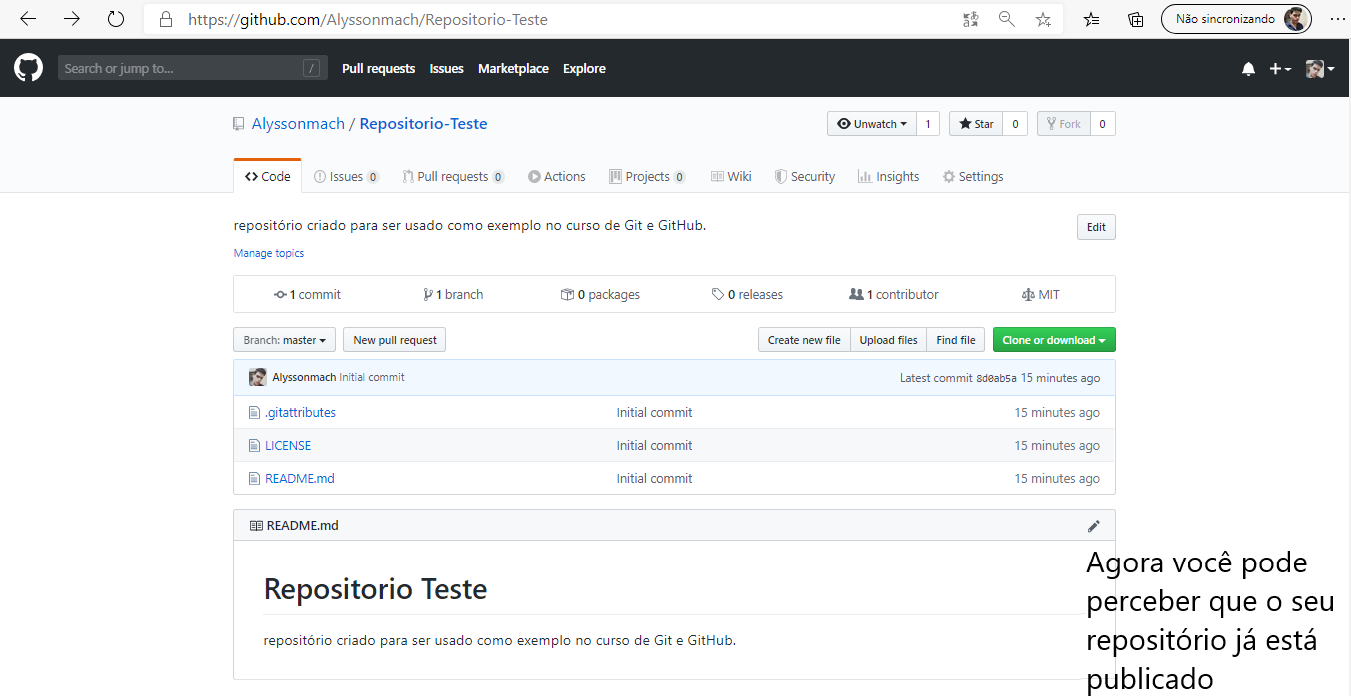 https://github.com/Alyssonmach/Repositorio-Teste Não sincronizando
Search or jump to... / Pull requests Issues Marketplace Explore
Alyssonmach / Repositorio-Teste Unwatch 1 Star 0 Fork 0
Code Issues 0 Pull requests 0 Actions Projects 0 Wiki Security Insights Settings
repositório criado para ser usado como exemplo no curso de Git e GitHub. Edit
Manage topics
1 commit 1 branch 0 packages 0 releases 1 contributor MIT
Branch: master New pull request Create new file Upload files Find file Clone or download
Alyssonmach Initial commit Latest commit 8d0ab5a 15 minutes ago
.gitattributes Initial commit 15 minutes ago
LICENSE Initial commit 15 minutes ago
README.md Initial commit 15 minutes ago
README.md
Repositorio Teste
repositório criado para ser usado como exemplo no curso de Git e GitHub.
Agora você pode
perceber que o seu
repositório já está
publicado